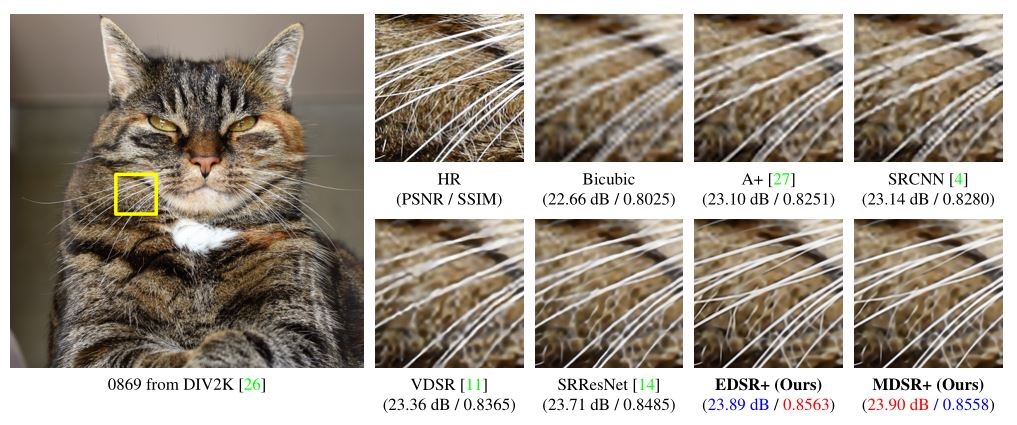 HR
(PSNR / SSIM)
Bicubic
(22.66 dB / 0.8025)
A+ [27]
(23.10 dB / 0.8251)
SRCNN [4]
(23.14 dB / 0.8280)
0869 from DIV2K [26]
VDSR [11]
(23.36 dB / 0.8365)
SRResNet [14]
(23.71 dB / 0.8485)
EDSR+ (Ours)
(23.89 dB / 0.8563)
MDSR+ (Ours)
(23.90 dB / 0.8558)